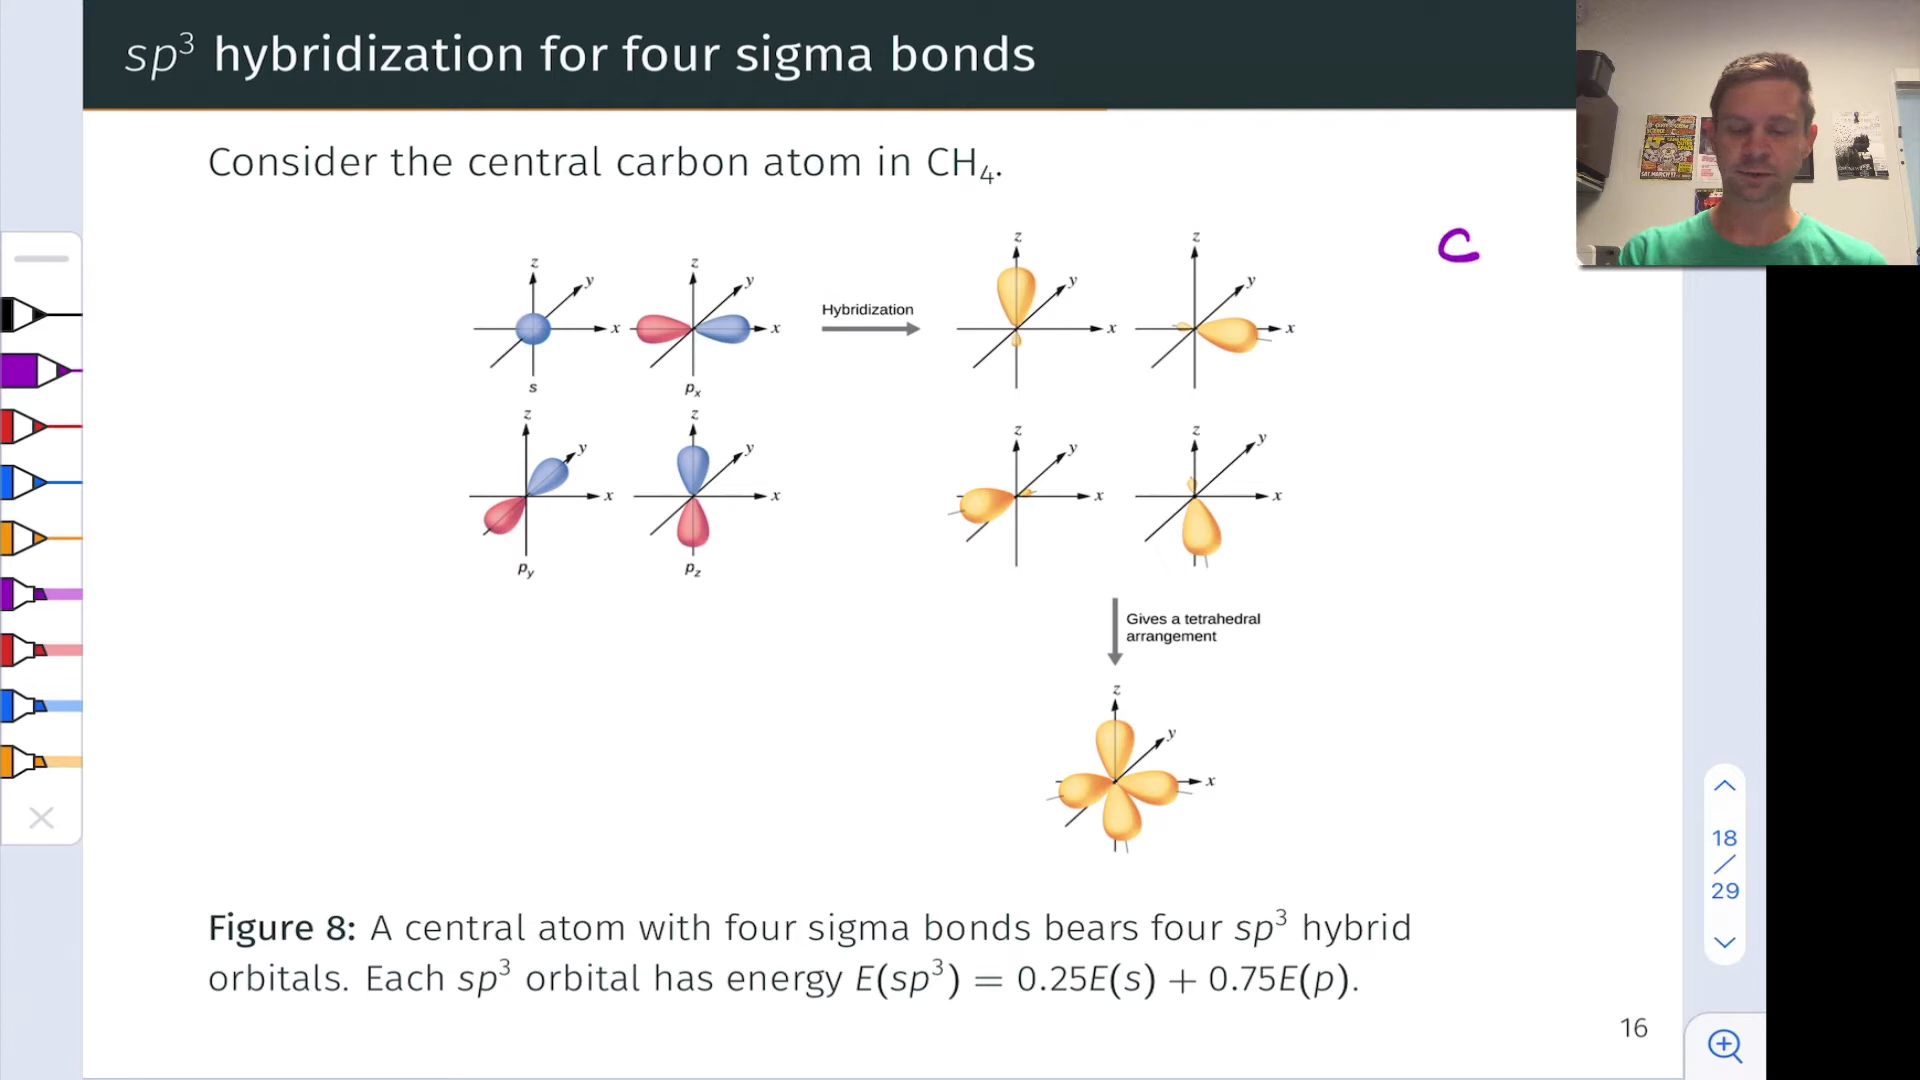 sp³ hybridization for four sigma bonds
Consider the central carbon atom in CH₄.
C
z y x s
z y x pₓ
Hybridization
z y x
z y x
z y x p_y
z y x p_z
z y x
z y x
Gives a tetrahedral
arrangement
z y x
Figure 8: A central atom with four sigma bonds bears four sp³ hybrid
orbitals. Each sp³ orbital has energy E(sp³) = 0.25E(s) + 0.75E(p).
16
18
/
29